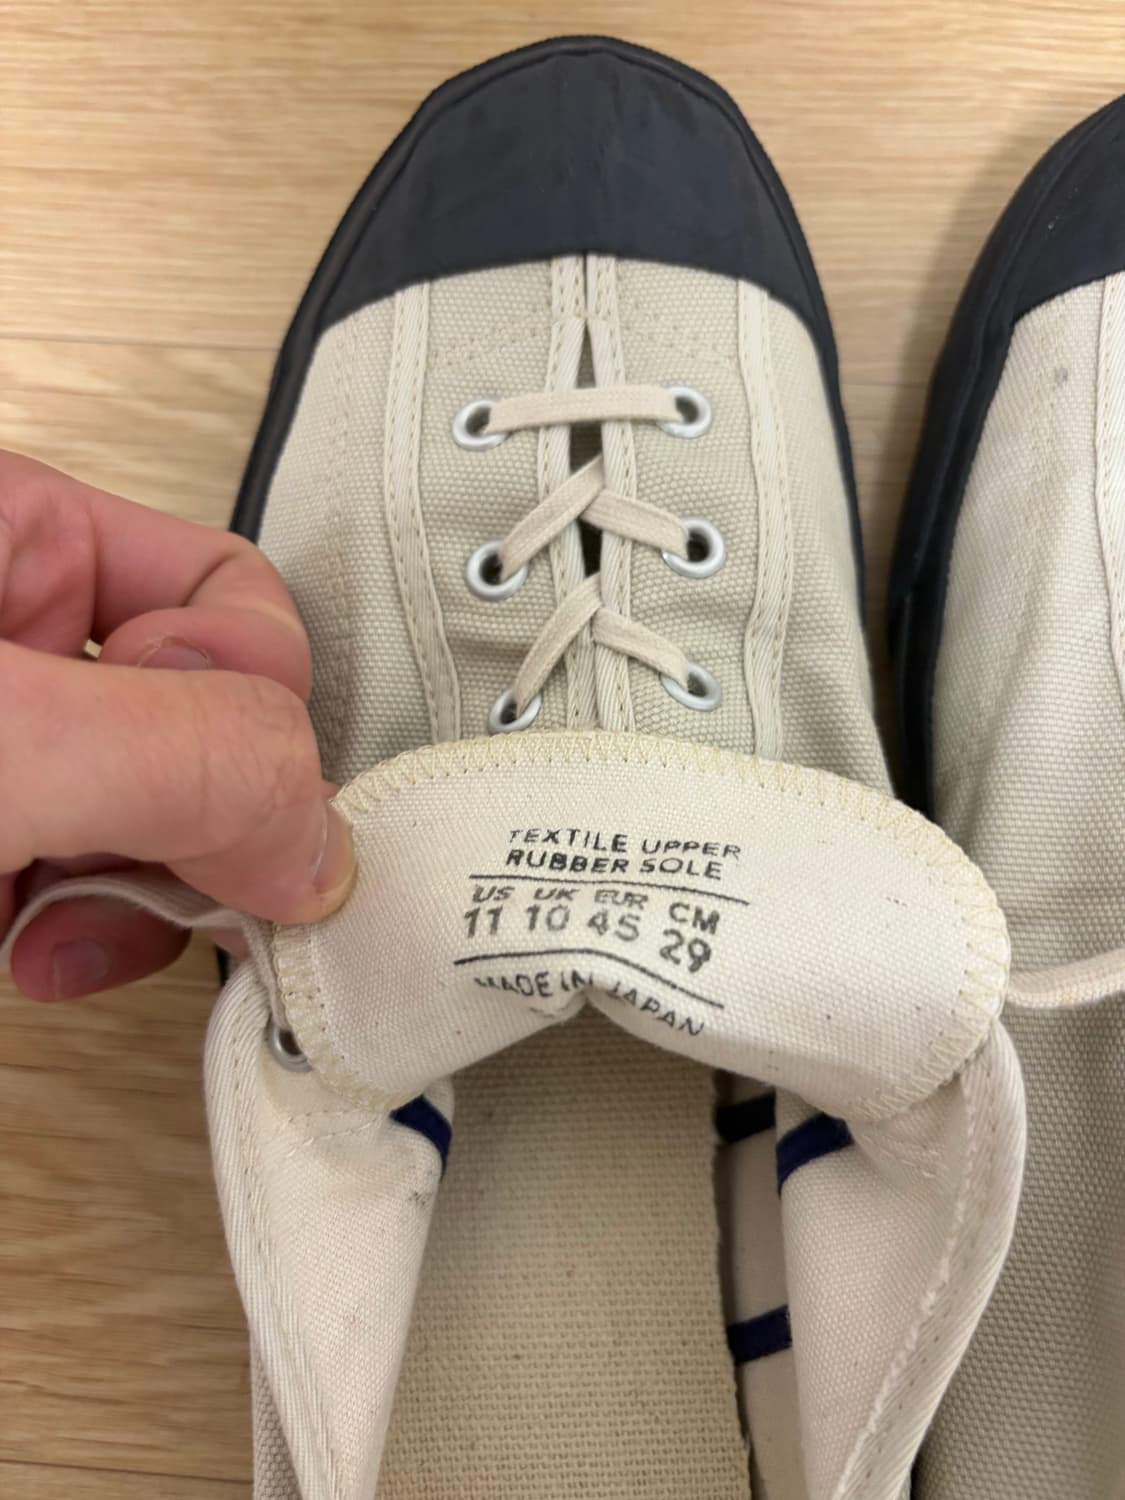 TEXTILE UPPER
RUBBER SOLE
US UK EUR CM
11 10 45 29
MADE IN JAPAN